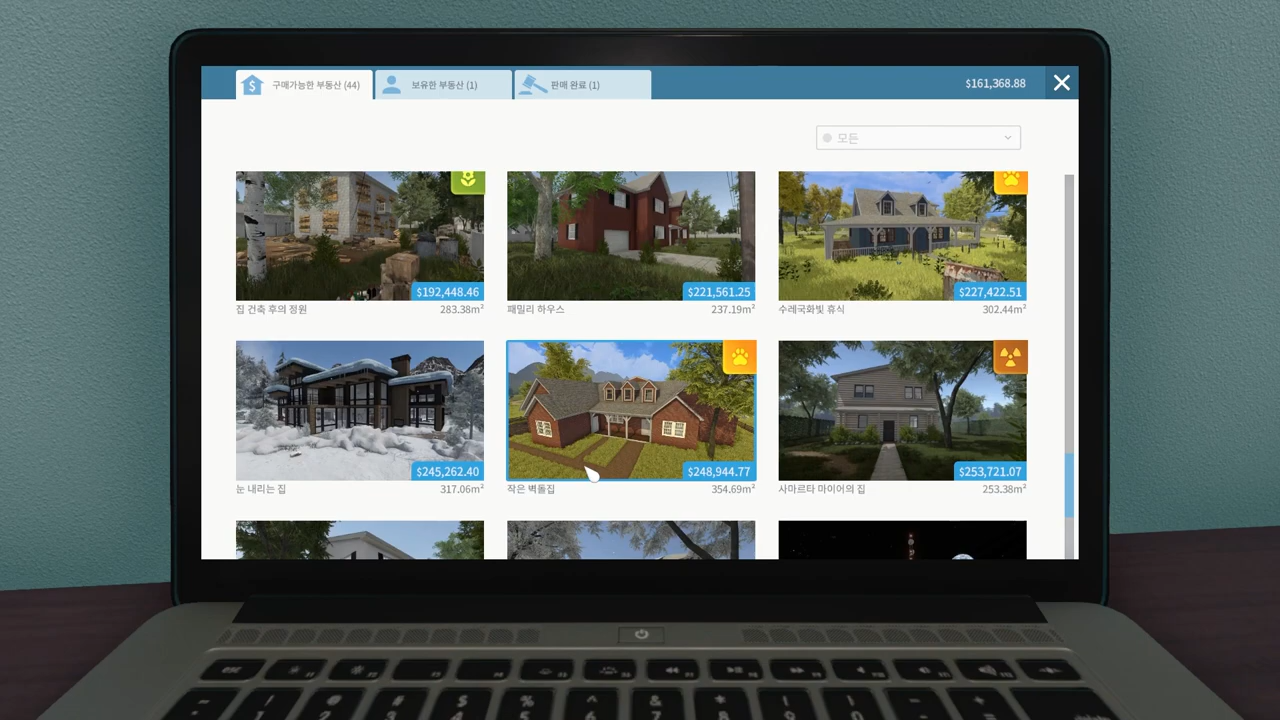 구매가능한 부동산 (44)
보유한 부동산 (1)
판매 완료 (1)
$161,368.88
모든
$192,448.46
$221,561.25
$227,422.51
집 건축 후의 정원
283.38m²
패밀리 하우스
237.19m²
수레국화빛 휴식
302.44m²
$245,262.40
$248,944.77
$253,721.07
눈 내리는 집
317.06m²
작은 벽돌집
354.69m²
사마르타 마이어의 집
253.38m²